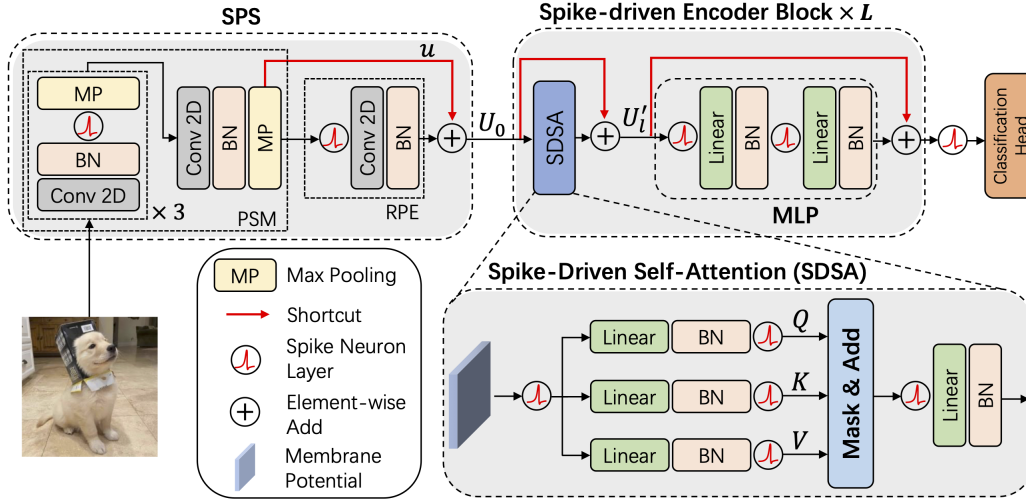 SPS
Spike-driven Encoder Block × L
MP
BN
Conv 2D
× 3
Conv 2D
BN
MP
PSM
u
Conv 2D
BN
RPE
U₀
SDSA
U′ₗ
Linear
BN
Linear
BN
MLP
Classification
Head
MP
Max Pooling
Shortcut
Spike Neuron
Layer
Element-wise
Add
Membrane
Potential
Spike-Driven Self-Attention (SDSA)
Linear
BN
Q
Linear
BN
K
Linear
BN
V
Mask & Add
Linear
BN